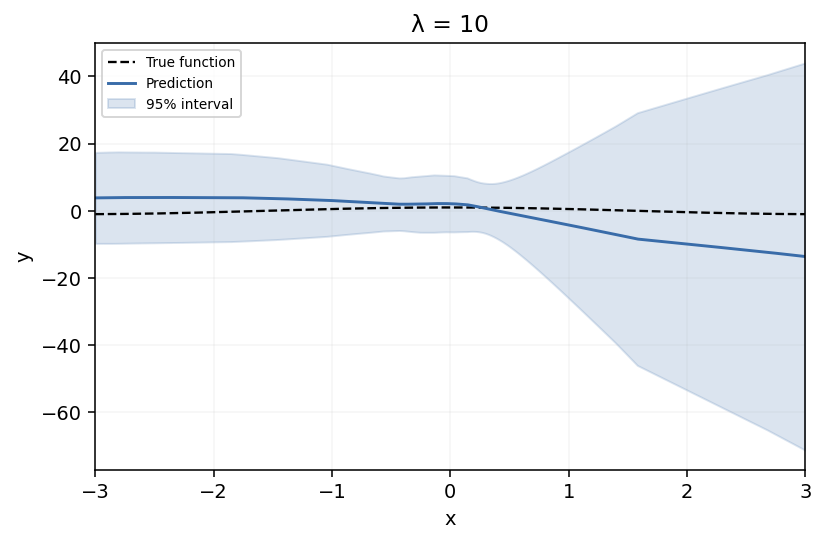 λ = 10
True function
Prediction
95% interval
40
20
0
−20
−40
−60
y
−3
−2
−1
0
1
2
3
x